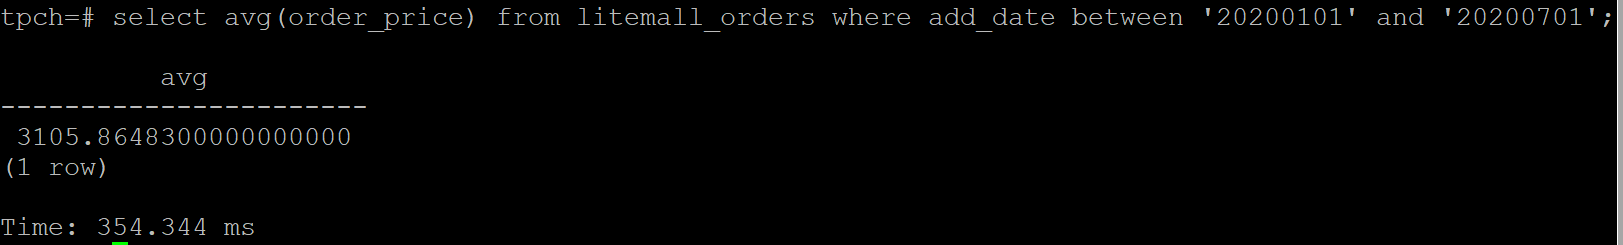 tpch=# select avg(order_price) from litemall_orders where add_date between '20200101' and '20200701';
avg
-----------------------
3105.8648300000000000
(1 row)
Time: 354.344 ms